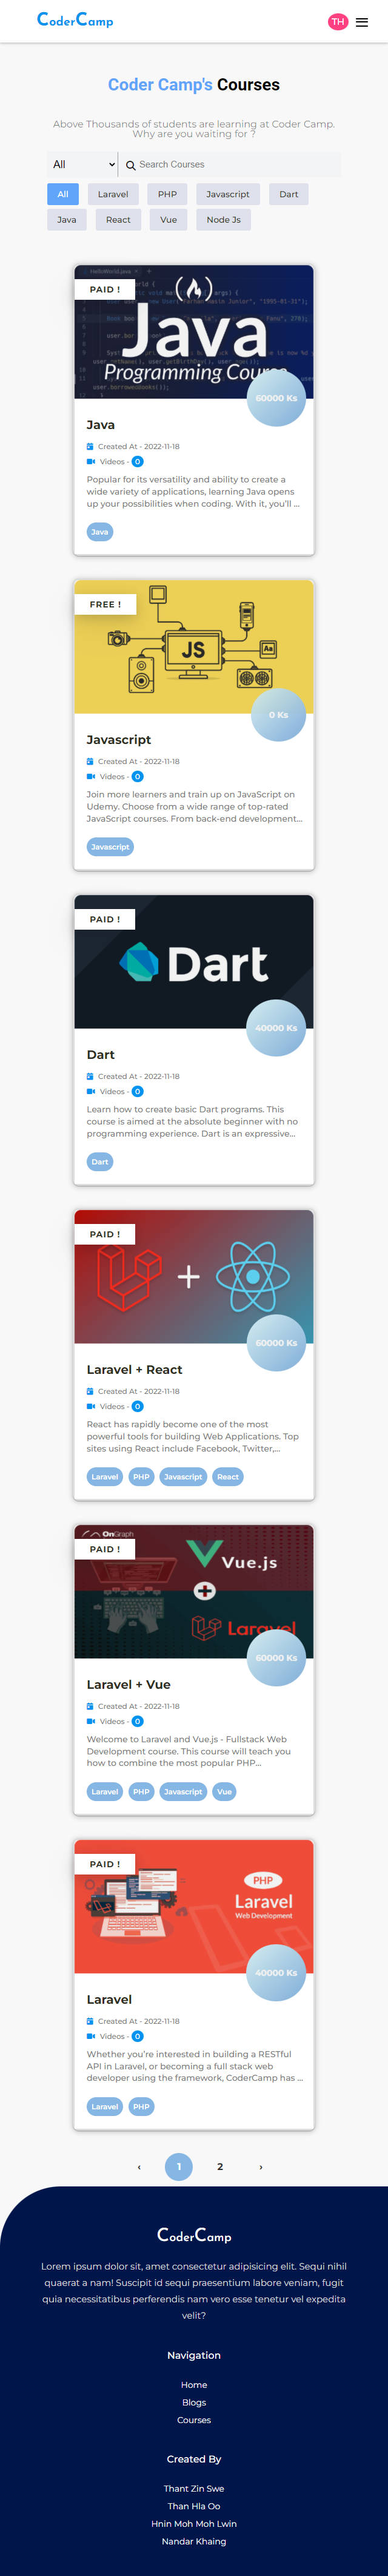 CoderCamp
TH
Coder Camp's Courses
Above Thousands of students are learning at Coder Camp.
Why are you waiting for ?
All
Search Courses
All
Laravel
PHP
Javascript
Dart
Java
React
Vue
Node Js
PAID !
Java
Programming Course
60000 Ks
Java
Created At - 2022-11-18
Videos - 0
Popular for its versatility and ability to create a
wide variety of applications, learning Java opens
up your possibilities when coding. With it, you'll ...
Java
FREE !
JS
Aa
0 Ks
Javascript
Created At - 2022-11-18
Videos - 0
Join more learners and train up on JavaScript on
Udemy. Choose from a wide range of top-rated
JavaScript courses. From back-end development...
Javascript
PAID !
Dart
40000 Ks
Dart
Created At - 2022-11-18
Videos - 0
Learn how to create basic Dart programs. This
course is aimed at the absolute beginner with no
programming experience. Dart is an expressive...
Dart
PAID !
60000 Ks
Laravel + React
Created At - 2022-11-18
Videos - 0
React has rapidly become one of the most
powerful tools for building Web Applications. Top
sites using React include Facebook, Twitter,...
Laravel
PHP
Javascript
React
OnGraph
PAID !
Vue.js
Laravel
60000 Ks
Laravel + Vue
Created At - 2022-11-18
Videos - 0
Welcome to Laravel and Vue.js - Fullstack Web
Development course. This course will teach you
how to combine the most popular PHP...
Laravel
PHP
Javascript
Vue
PAID !
PHP
Laravel
Web Development
40000 Ks
Laravel
Created At - 2022-11-18
Videos - 0
Whether you're interested in building a RESTful
API in Laravel, or becoming a full stack web
developer using the framework, CoderCamp has ...
Laravel
PHP
‹ 1 2 ›
CoderCamp
Lorem ipsum dolor sit, amet consectetur adipisicing elit. Sequi nihil
quaerat a nam! Suscipit id sequi praesentium labore veniam, fugit
quia necessitatibus perferendis nam vero esse tenetur vel expedita
velit?
Navigation
Home
Blogs
Courses
Created By
Thant Zin Swe
Than Hla Oo
Hnin Moh Moh Lwin
Nandar Khaing